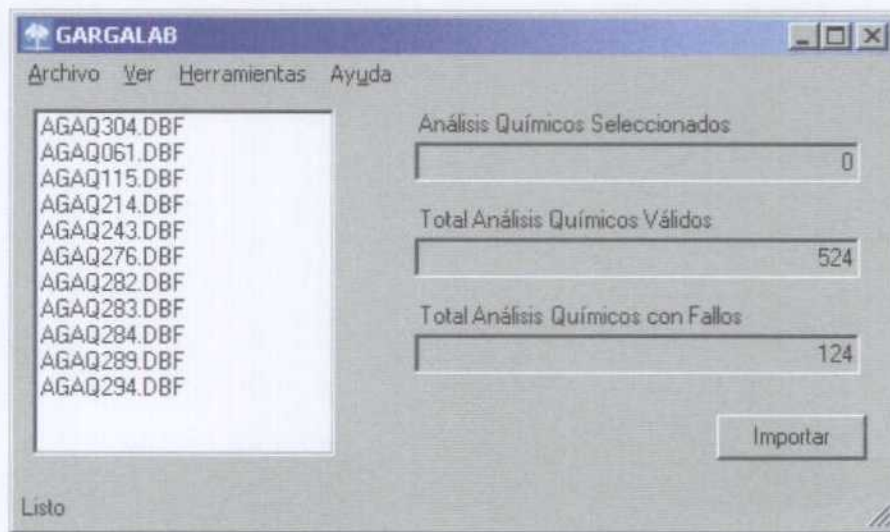 GARGALAB
Archivo Ver Herramientas Ayuda
AGAQ304.DBF
AGAQ061.DBF
AGAQ115.DBF
AGAQ214.DBF
AGAQ243.DBF
AGAQ276.DBF
AGAQ282.DBF
AGAQ283.DBF
AGAQ284.DBF
AGAQ289.DBF
AGAQ294.DBF
Análisis Químicos Seleccionados
0
Total Análisis Químicos Válidos
524
Total Análisis Químicos con Fallos
124
Importar
Listo